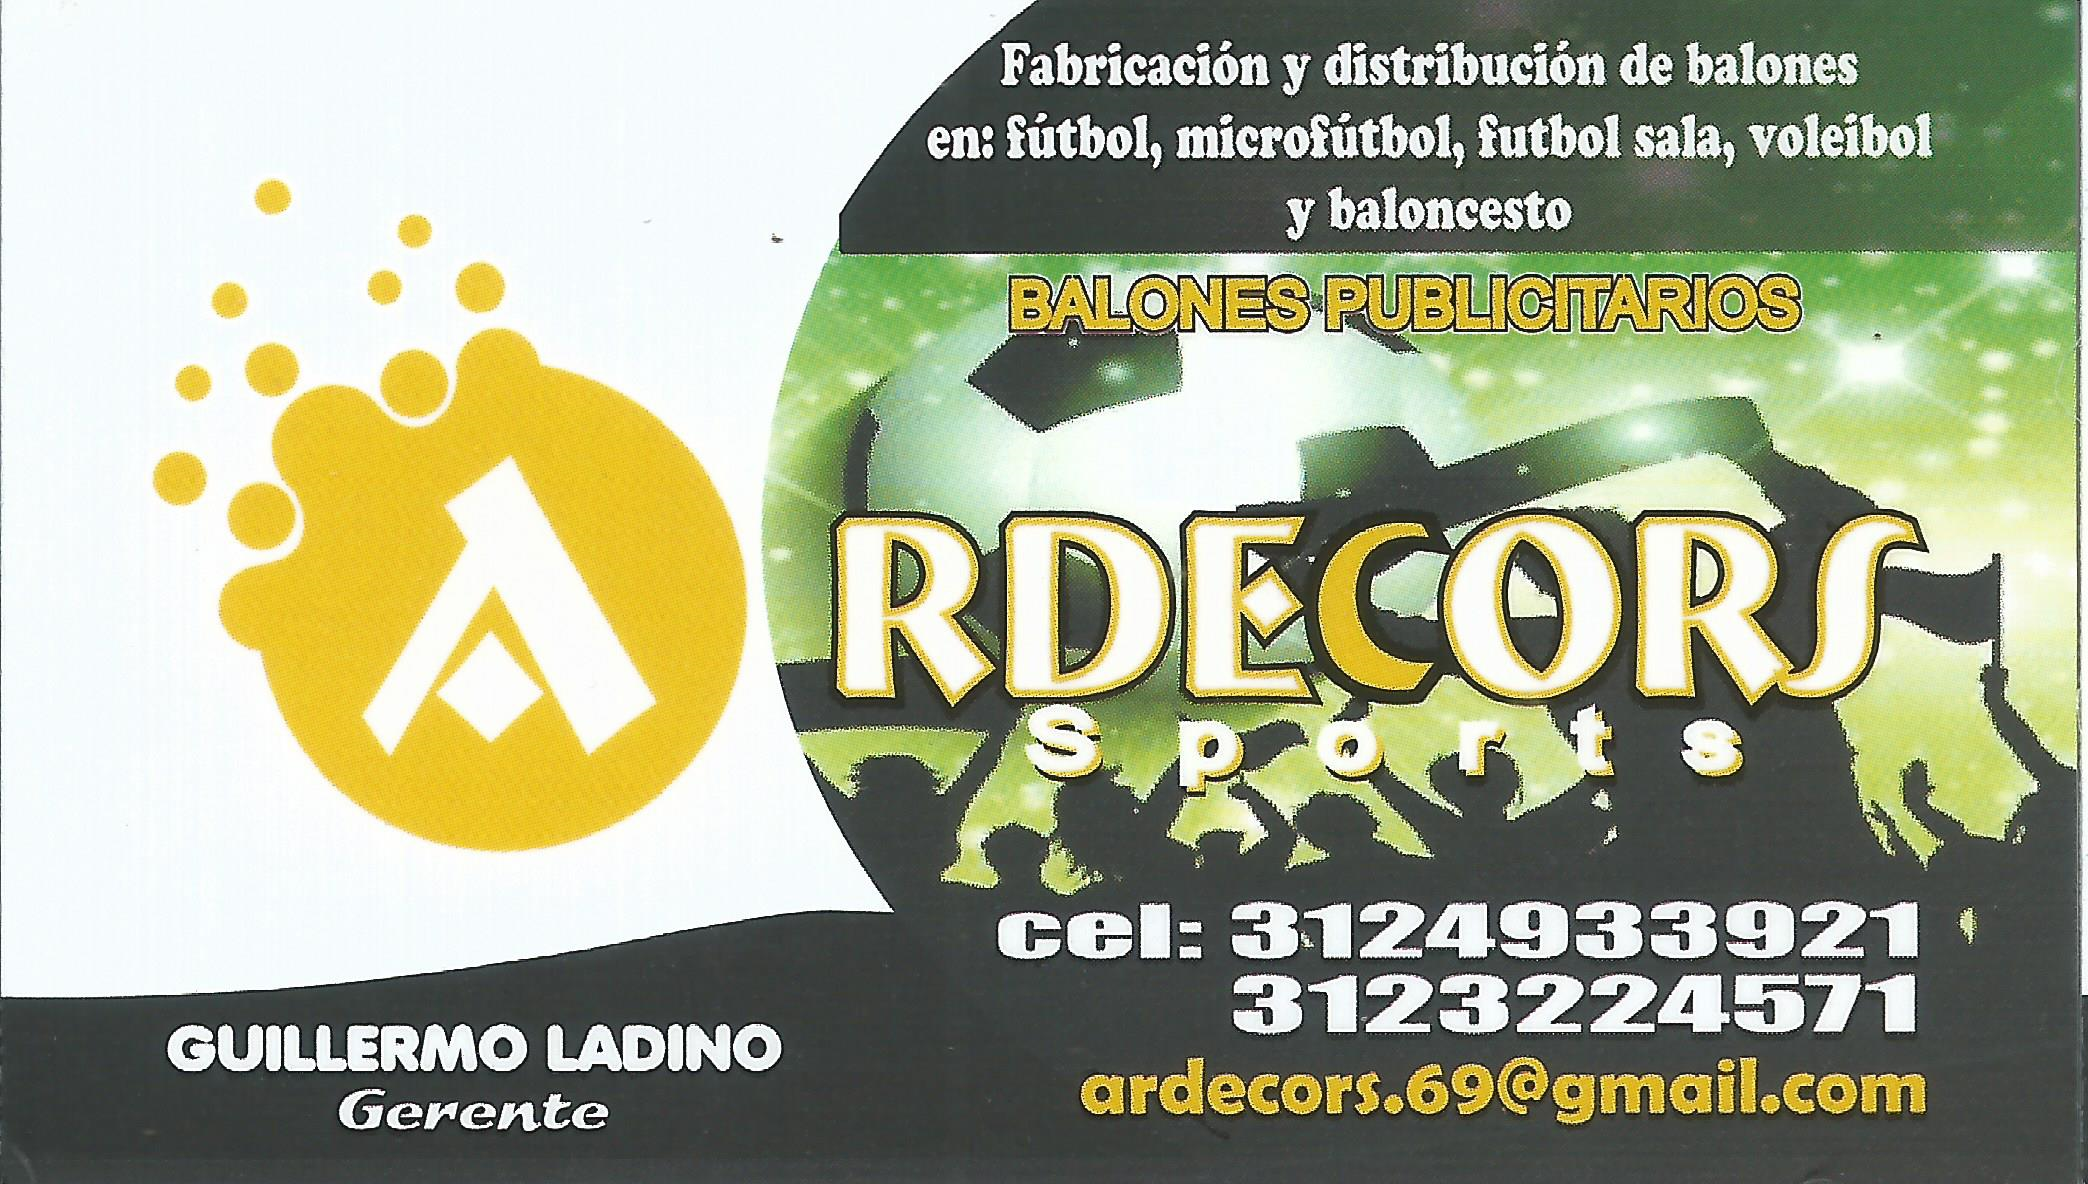 Fabricación y distribución de balones
en: fútbol, microfútbol, futbol sala, voleibol
y baloncesto
BALONES PUBLICITARIOS
ARDECORS
Sports
cel: 3124933921
3123224571
ardecors.69@gmail.com
GUILLERMO LADINO
Gerente